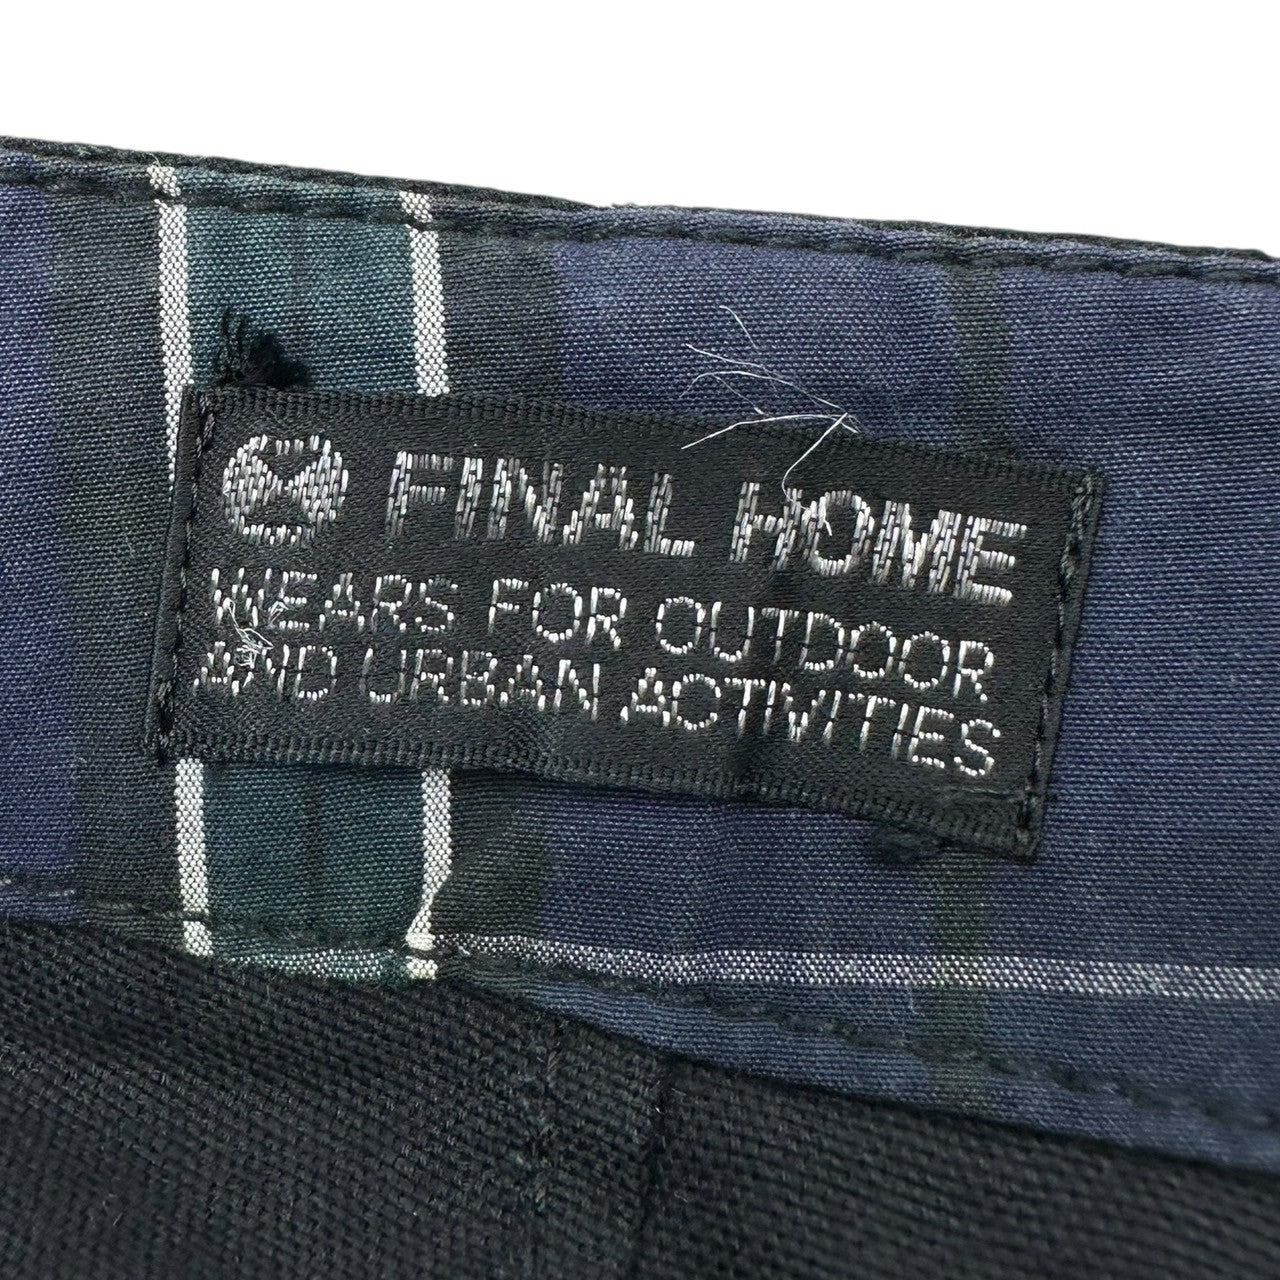 FINAL HOME
WEARS FOR OUTDOOR
AND URBAN ACTIVITIES